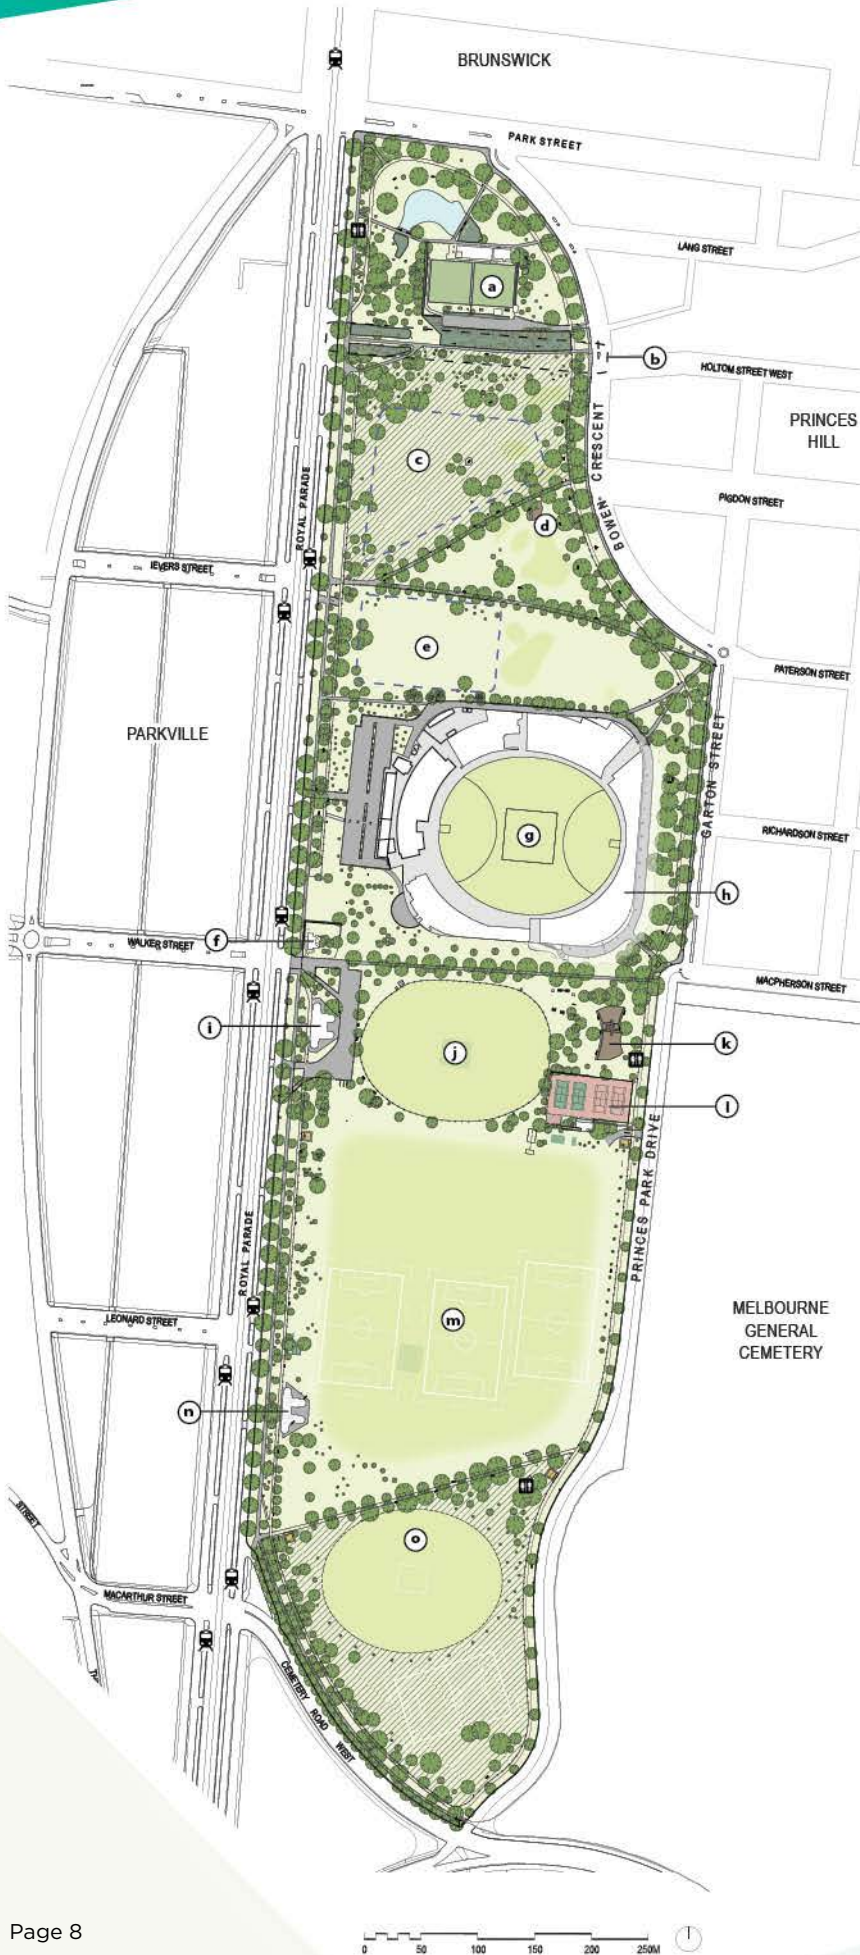 BRUNSWICK
PARK STREET
LANG STREET
a
b
HOLTOM STREET WEST
PRINCES
HILL
BOWEN CRESCENT
c
ROYAL PARADE
PIGDON STREET
d
IEVERS STREET
e
PATERSON STREET
PARKVILLE
GARTON STREET
g
RICHARDSON STREET
h
WALKER STREET
f
MACPHERSON STREET
i
j
k
l
PRINCES PARK DRIVE
ROYAL PARADE
MELBOURNE
GENERAL
CEMETERY
LEONARD STREET
m
n
STREET
o
MACARTHUR STREET
CEMETERY ROAD WEST
Page 8
0 50 100 150 200 250M